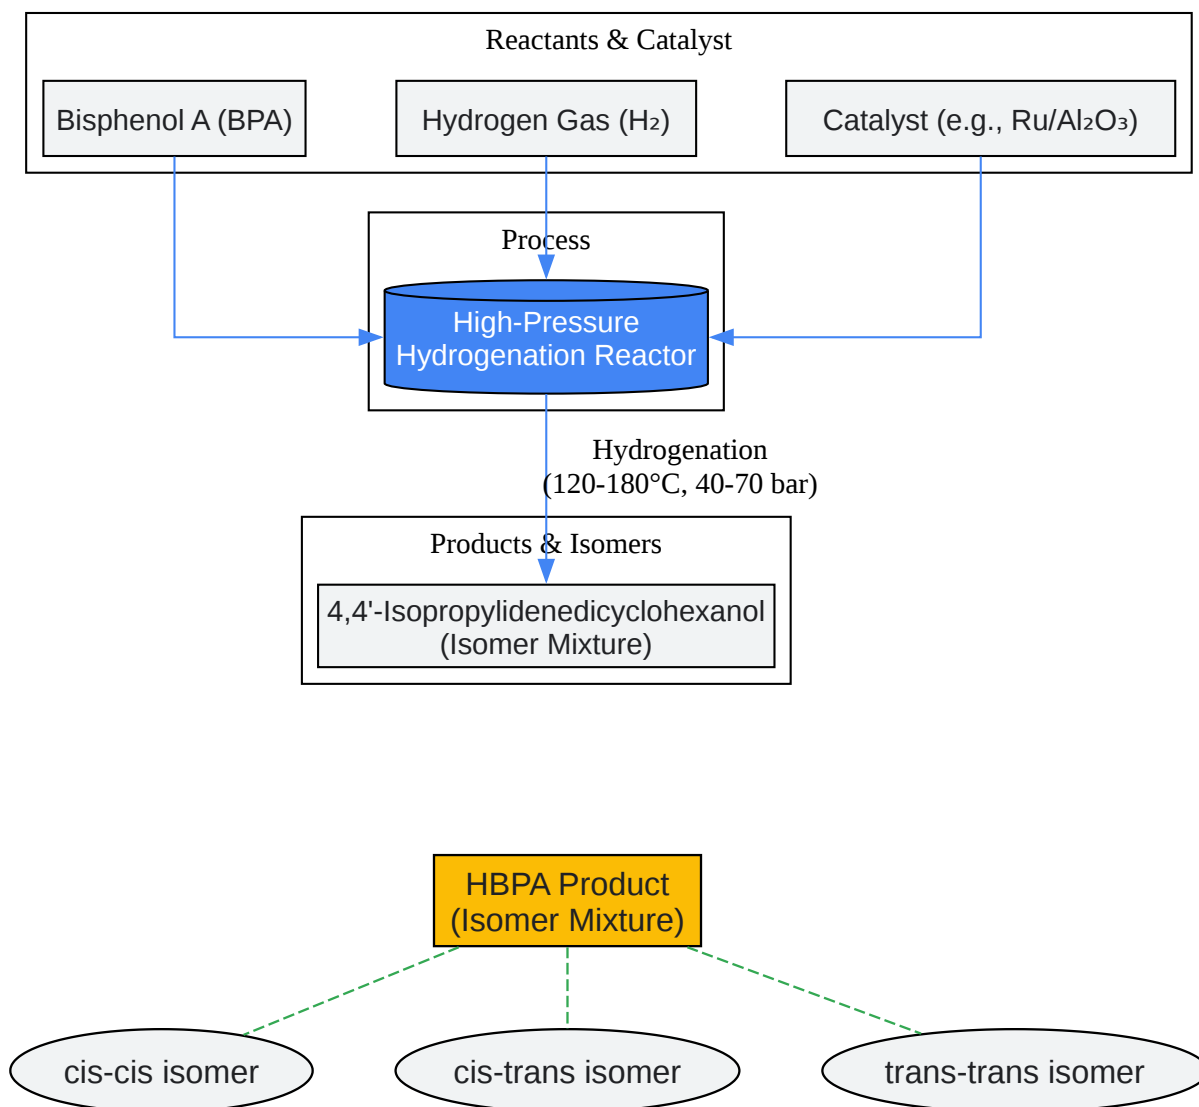 Reactants & Catalyst
Bisphenol A (BPA)
Hydrogen Gas (H₂)
Catalyst (e.g., Ru/Al₂O₃)
Process
High-Pressure
Hydrogenation Reactor
Hydrogenation
(120-180°C, 40-70 bar)
Products & Isomers
4,4'-Isopropylidenedicyclohexanol
(Isomer Mixture)
HBPA Product
(Isomer Mixture)
cis-cis isomer
cis-trans isomer
trans-trans isomer